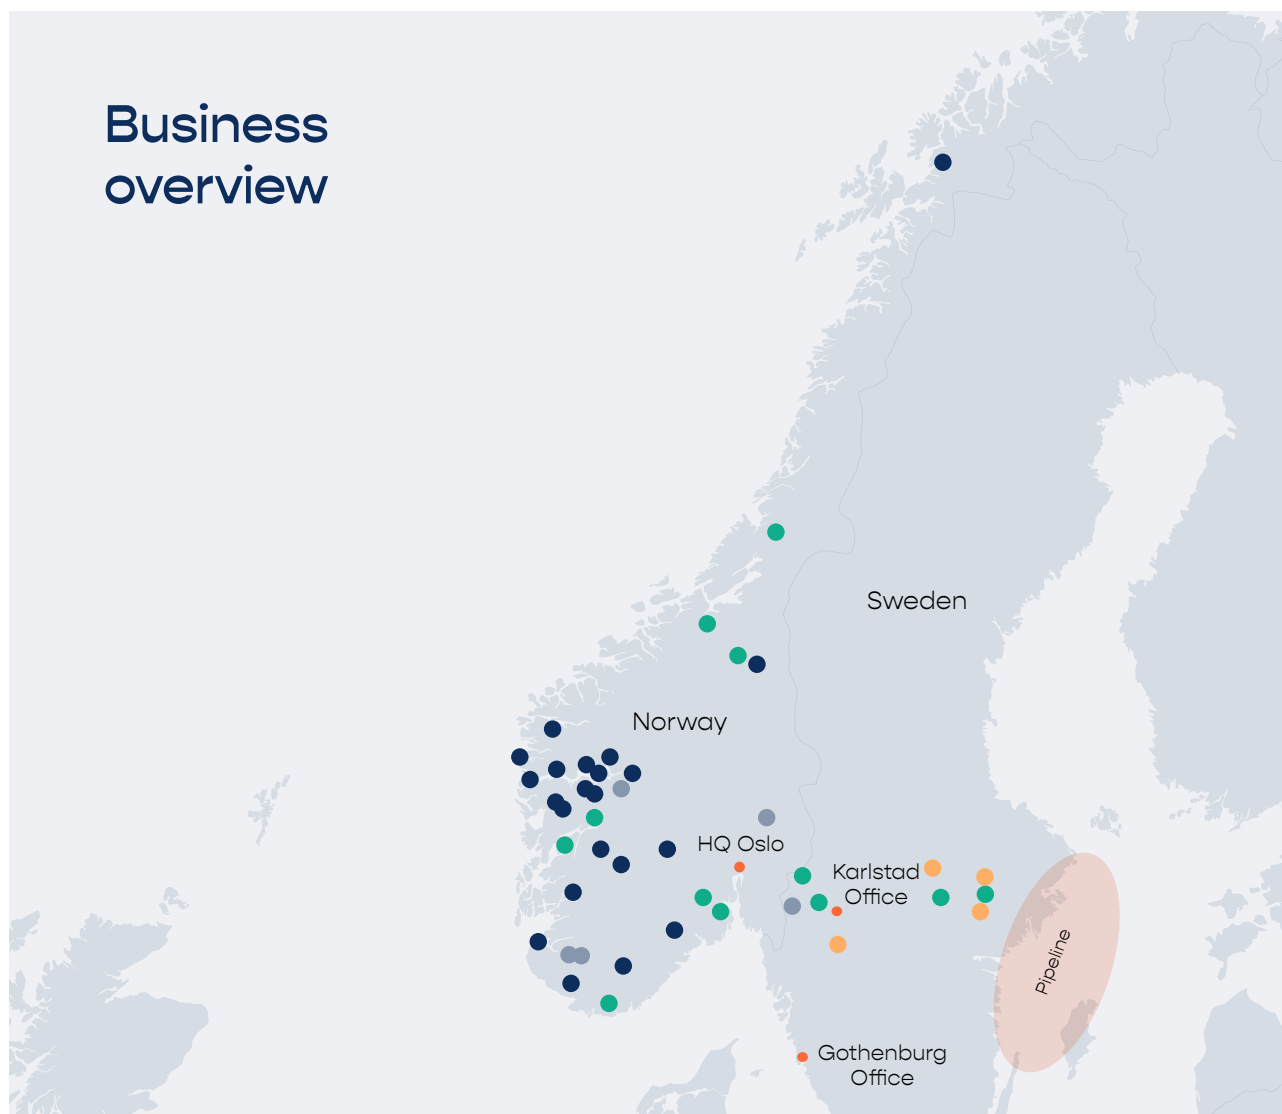 Business
overview
Sweden
Norway
HQ Oslo
Karlstad
Office
Pipeline
Gothenburg
Office